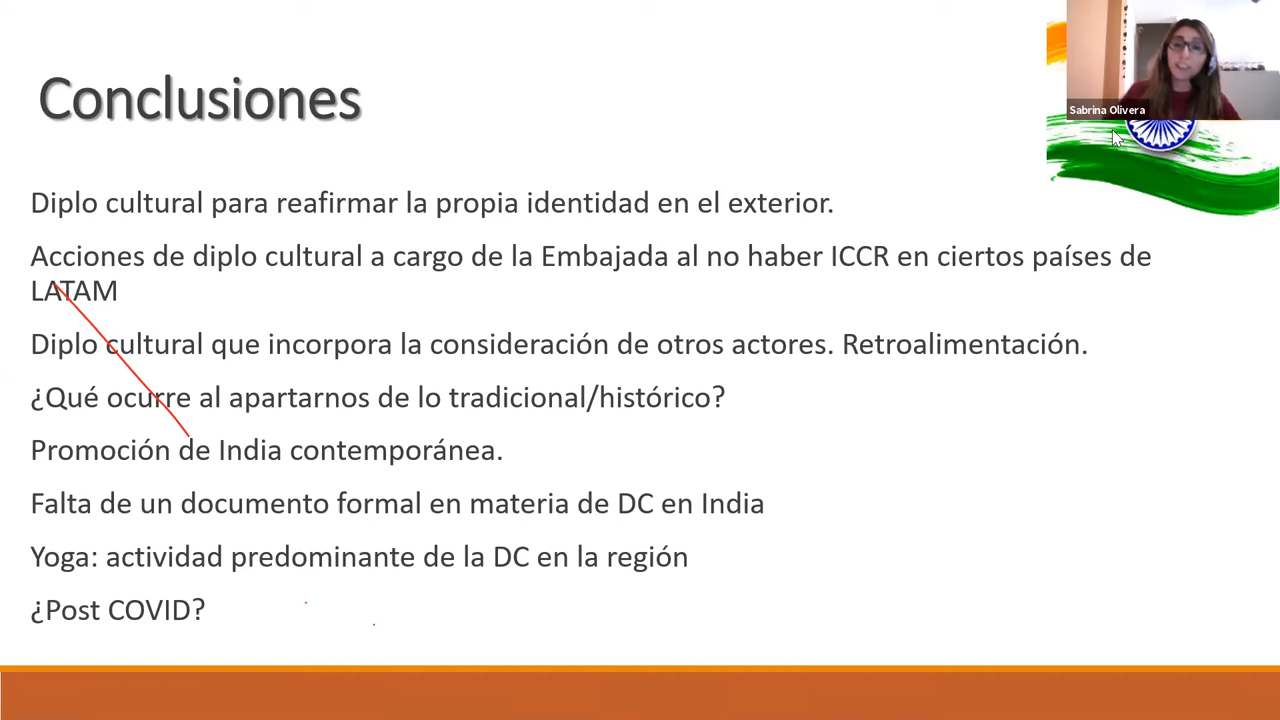 Conclusiones
Sabrina Olivera
Diplo cultural para reafirmar la propia identidad en el exterior.
Acciones de diplo cultural a cargo de la Embajada al no haber ICCR en ciertos países de
LATAM
Diplo cultural que incorpora la consideración de otros actores. Retroalimentación.
¿Qué ocurre al apartarnos de lo tradicional/histórico?
Promoción de India contemporánea.
Falta de un documento formal en materia de DC en India
Yoga: actividad predominante de la DC en la región
¿Post COVID?